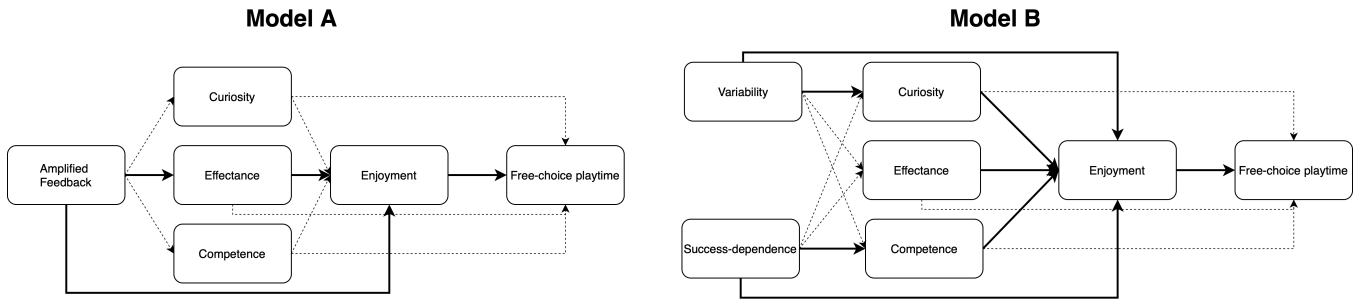 Model A
Curiosity
Amplified
Feedback
Effectance
Enjoyment
Free-choice playtime
Competence
Model B
Variability
Curiosity
Effectance
Enjoyment
Free-choice playtime
Success-dependence
Competence